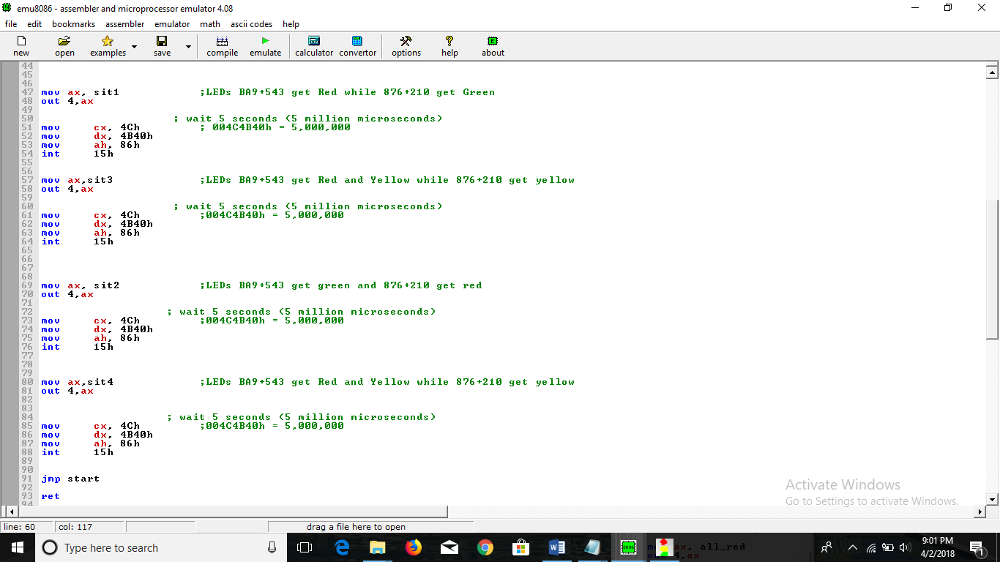 emu8086 - assembler and microprocessor emulator 4.08
file edit bookmarks assembler emulator math ascii codes help
new open examples save compile emulate calculator convertor options help about
44
45
46
47 mov ax, sit1 ;LEDs BA9+543 get Red while 876+210 get Green
48 out 4,ax
49
50 ; wait 5 seconds (5 million microseconds)
51 mov cx, 4Ch ; 004C4B40h = 5,000,000
52 mov dx, 4B40h
53 mov ah, 86h
54 int 15h
55
56
57 mov ax,sit3 ;LEDs BA9+543 get Red and Yellow while 876+210 get yellow
58 out 4,ax
59
60 ; wait 5 seconds (5 million microseconds)
61 mov cx, 4Ch ;004C4B40h = 5,000,000
62 mov dx, 4B40h
63 mov ah, 86h
64 int 15h
65
66
67
68
69 mov ax, sit2 ;LEDs BA9+543 get green and 876+210 get red
70 out 4,ax
71
72 ; wait 5 seconds (5 million microseconds)
73 mov cx, 4Ch ;004C4B40h = 5,000,000
74 mov dx, 4B40h
75 mov ah, 86h
76 int 15h
77
78
79
80 mov ax,sit4 ;LEDs BA9+543 get Red and Yellow while 876+210 get yellow
81 out 4,ax
82
83
84 ; wait 5 seconds (5 million microseconds)
85 mov cx, 4Ch ;004C4B40h = 5,000,000
86 mov dx, 4B40h
87 mov ah, 86h
88 int 15h
89
90
91 jmp start
92
93 ret
94
Activate Windows
Go to Settings to activate Windows.
line: 60 col: 117 drag a file here to open
Type here to search
ax, all_red
4,ax
9:01 PM
4/2/2018
1